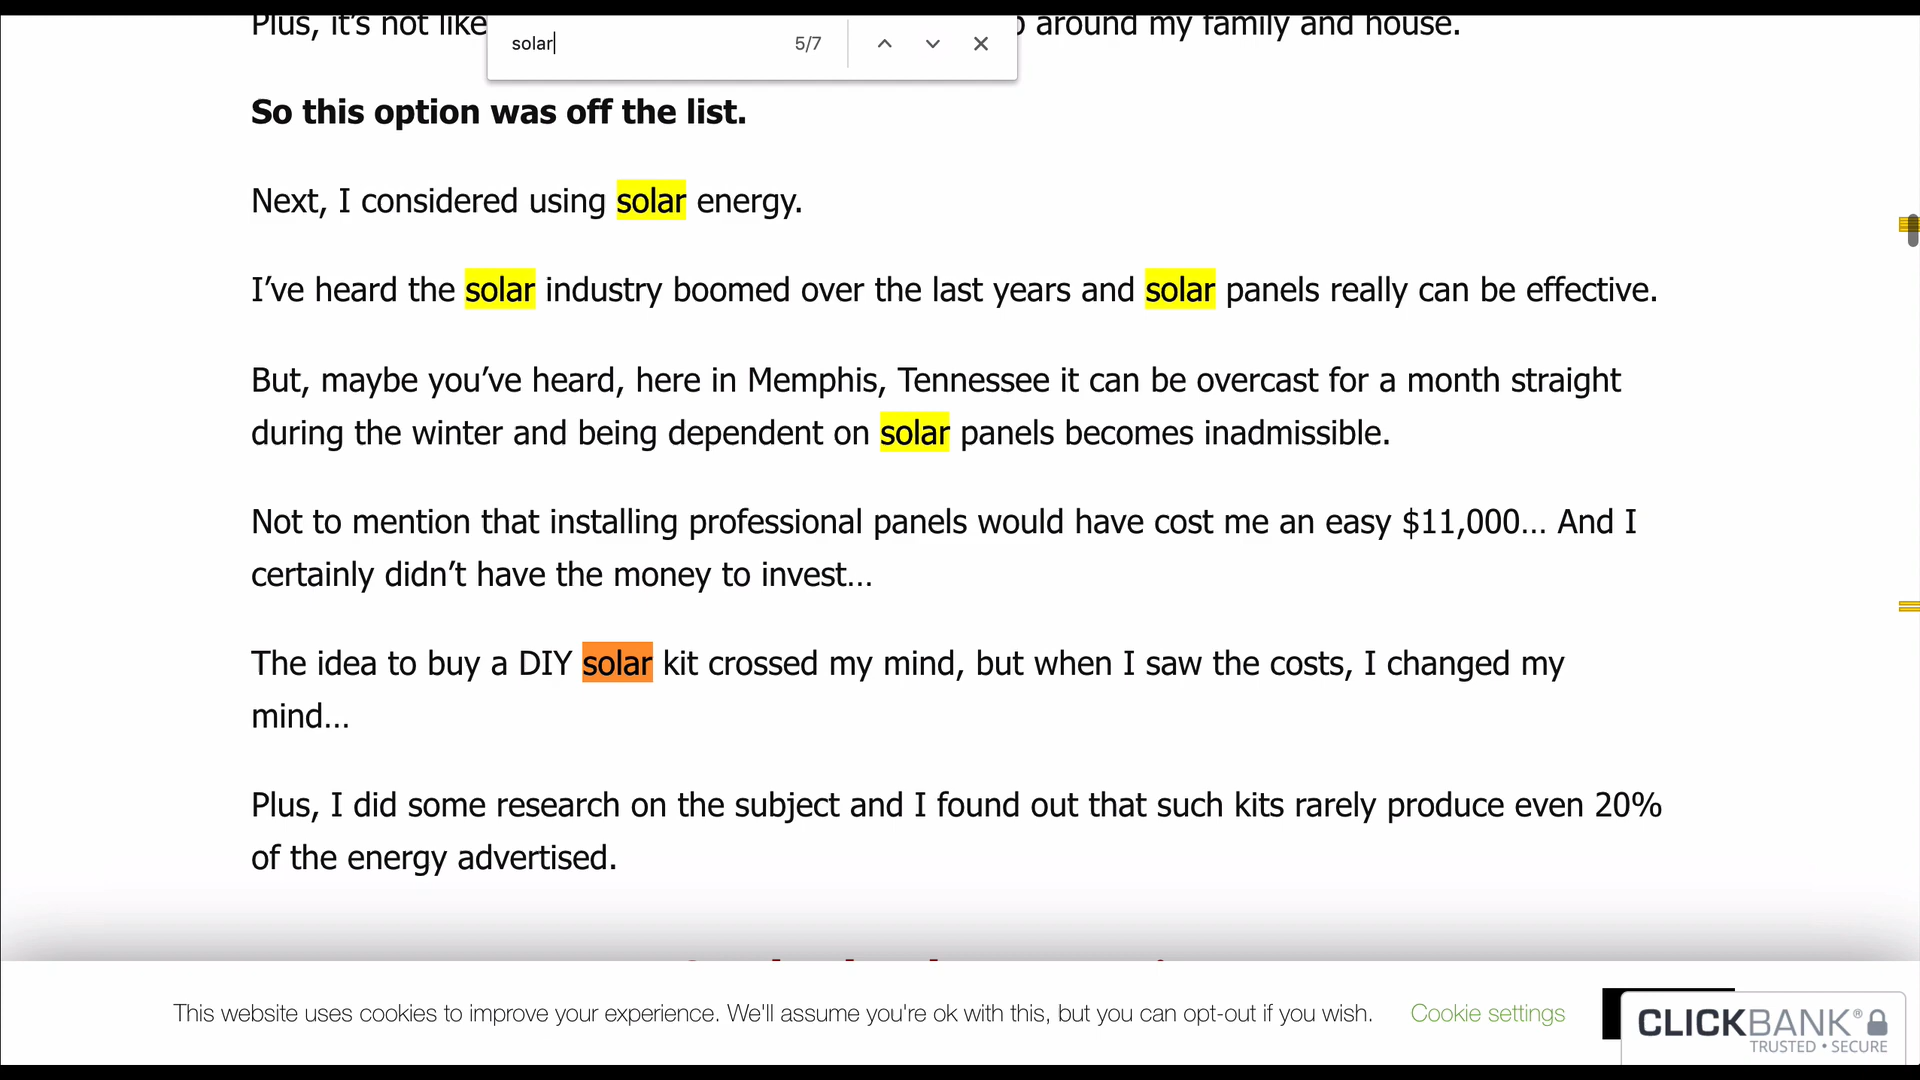 Plus, it's not like
around my family and house.
solar
5/7
So this option was off the list.
Next, I considered using solar energy.
I've heard the solar industry boomed over the last years and solar panels really can be effective.
But, maybe you've heard, here in Memphis, Tennessee it can be overcast for a month straight
during the winter and being dependent on solar panels becomes inadmissible.
Not to mention that installing professional panels would have cost me an easy $11,000... And I
certainly didn't have the money to invest...
The idea to buy a DIY solar kit crossed my mind, but when I saw the costs, I changed my
mind...
Plus, I did some research on the subject and I found out that such kits rarely produce even 20%
of the energy advertised.
This website uses cookies to improve your experience. We'll assume you're ok with this, but you can opt-out if you wish.
Cookie settings
CLICKBANK®
TRUSTED • SECURE